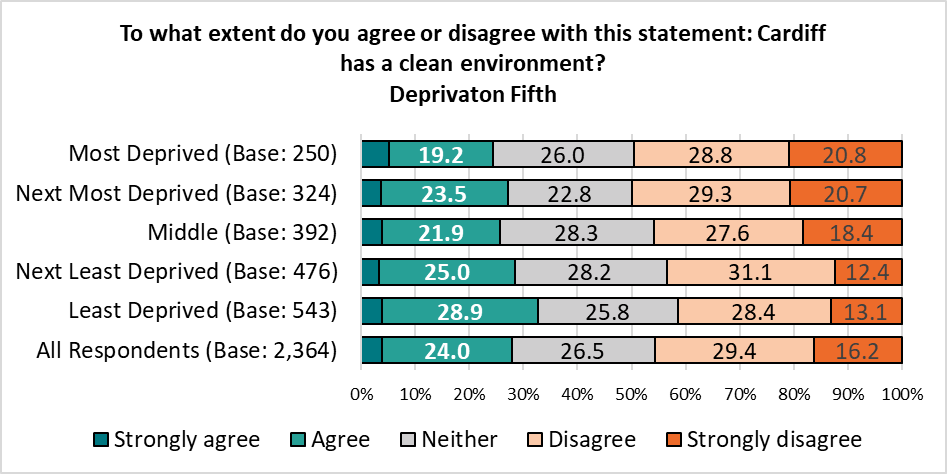 To what extent do you agree or disagree with this statement: Cardiff
has a clean environment?
Deprivaton Fifth
Most Deprived (Base: 250) 19.2 26.0 28.8 20.8
Next Most Deprived (Base: 324) 23.5 22.8 29.3 20.7
Middle (Base: 392) 21.9 28.3 27.6 18.4
Next Least Deprived (Base: 476) 25.0 28.2 31.1 12.4
Least Deprived (Base: 543) 28.9 25.8 28.4 13.1
All Respondents (Base: 2,364) 24.0 26.5 29.4 16.2
0% 10% 20% 30% 40% 50% 60% 70% 80% 90% 100%
Strongly agree Agree Neither Disagree Strongly disagree